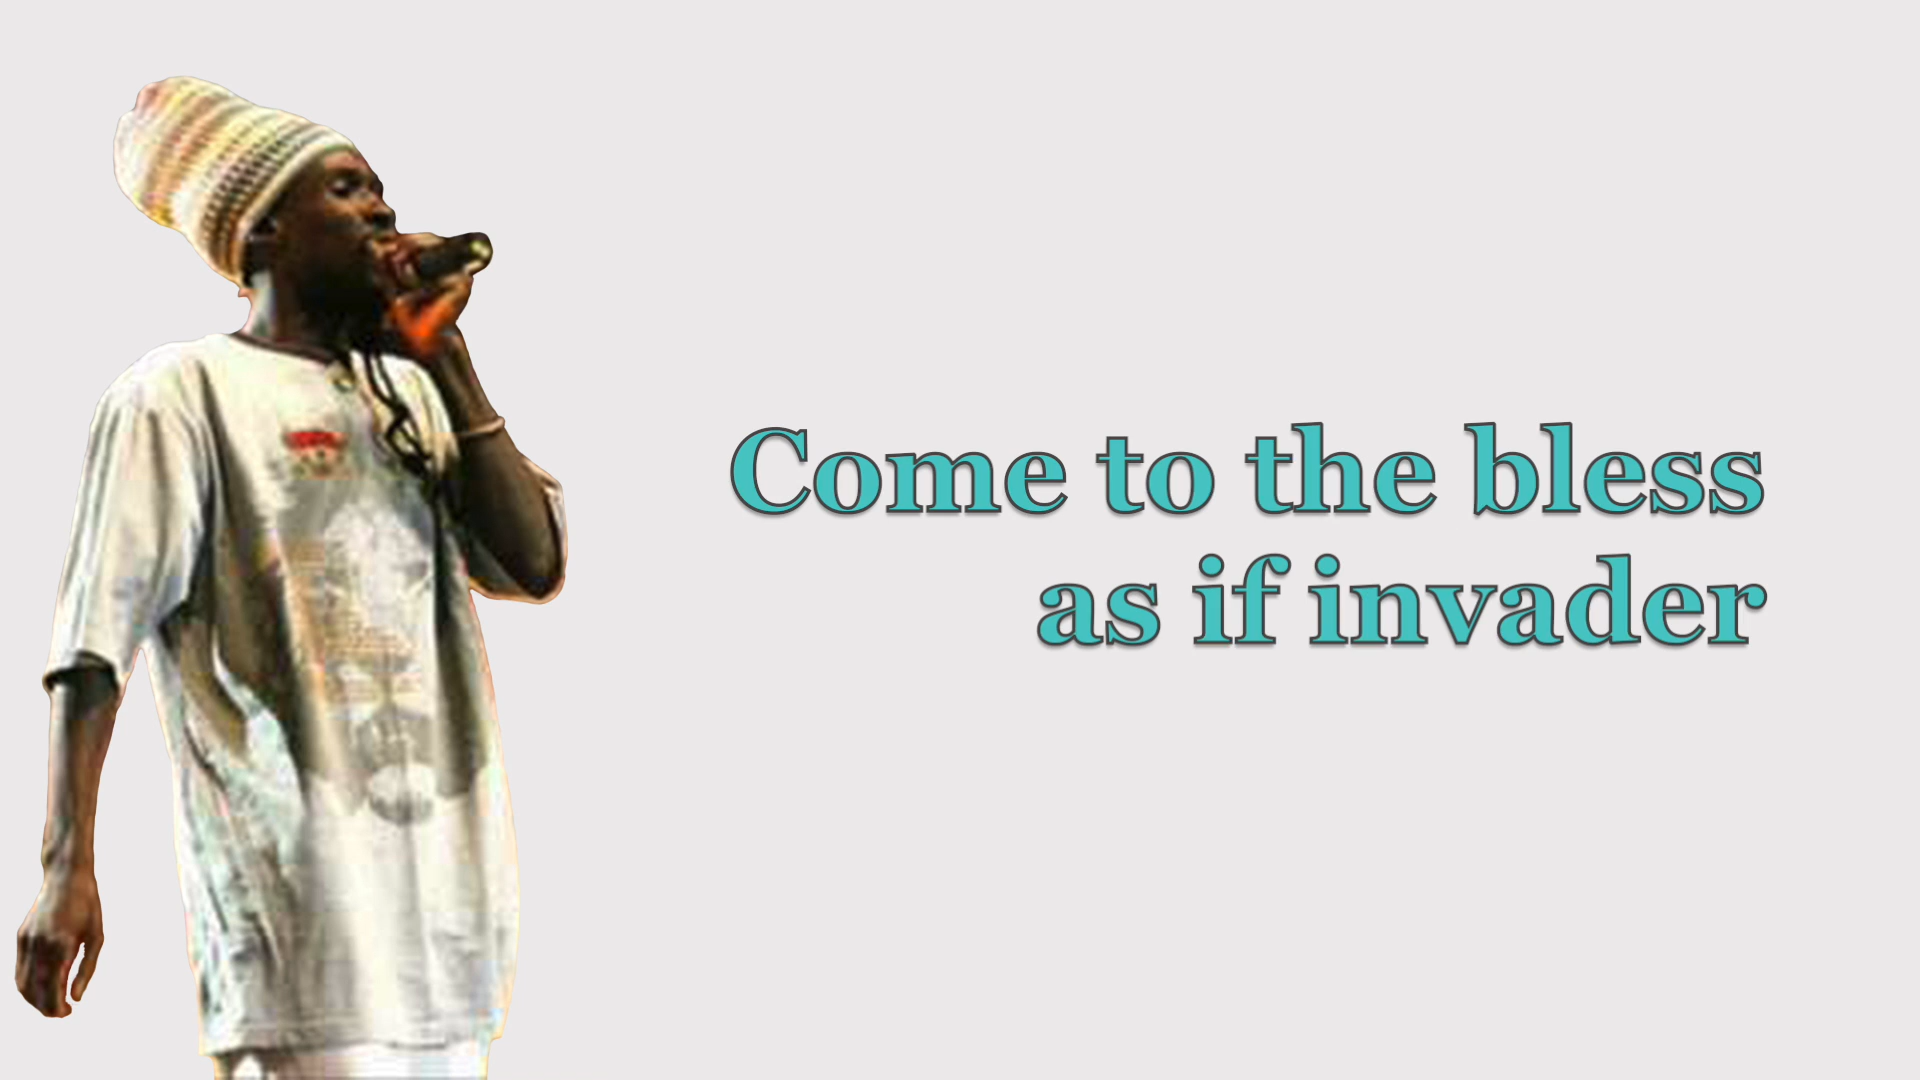 Come to the bless
as if invader